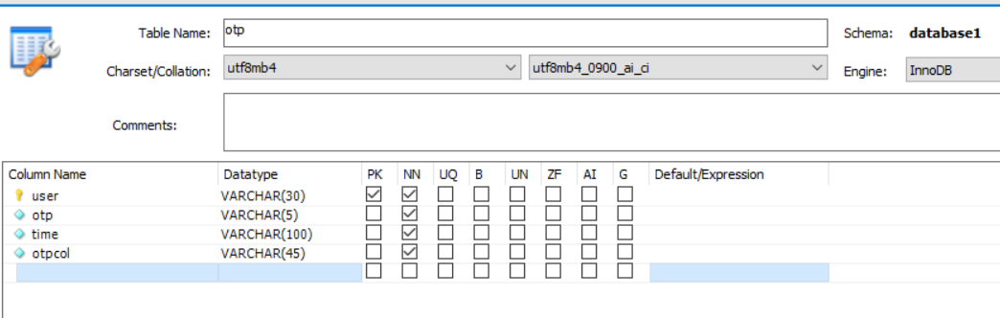 Table Name: otp Schema: database1
Charset/Collation: utf8mb4 utf8mb4_0900_ai_ci Engine: InnoDB
Comments:
Column Name Datatype PK NN UQ B UN ZF AI G Default/Expression
user VARCHAR(30)
otp VARCHAR(5)
time VARCHAR(100)
otpcol VARCHAR(45)